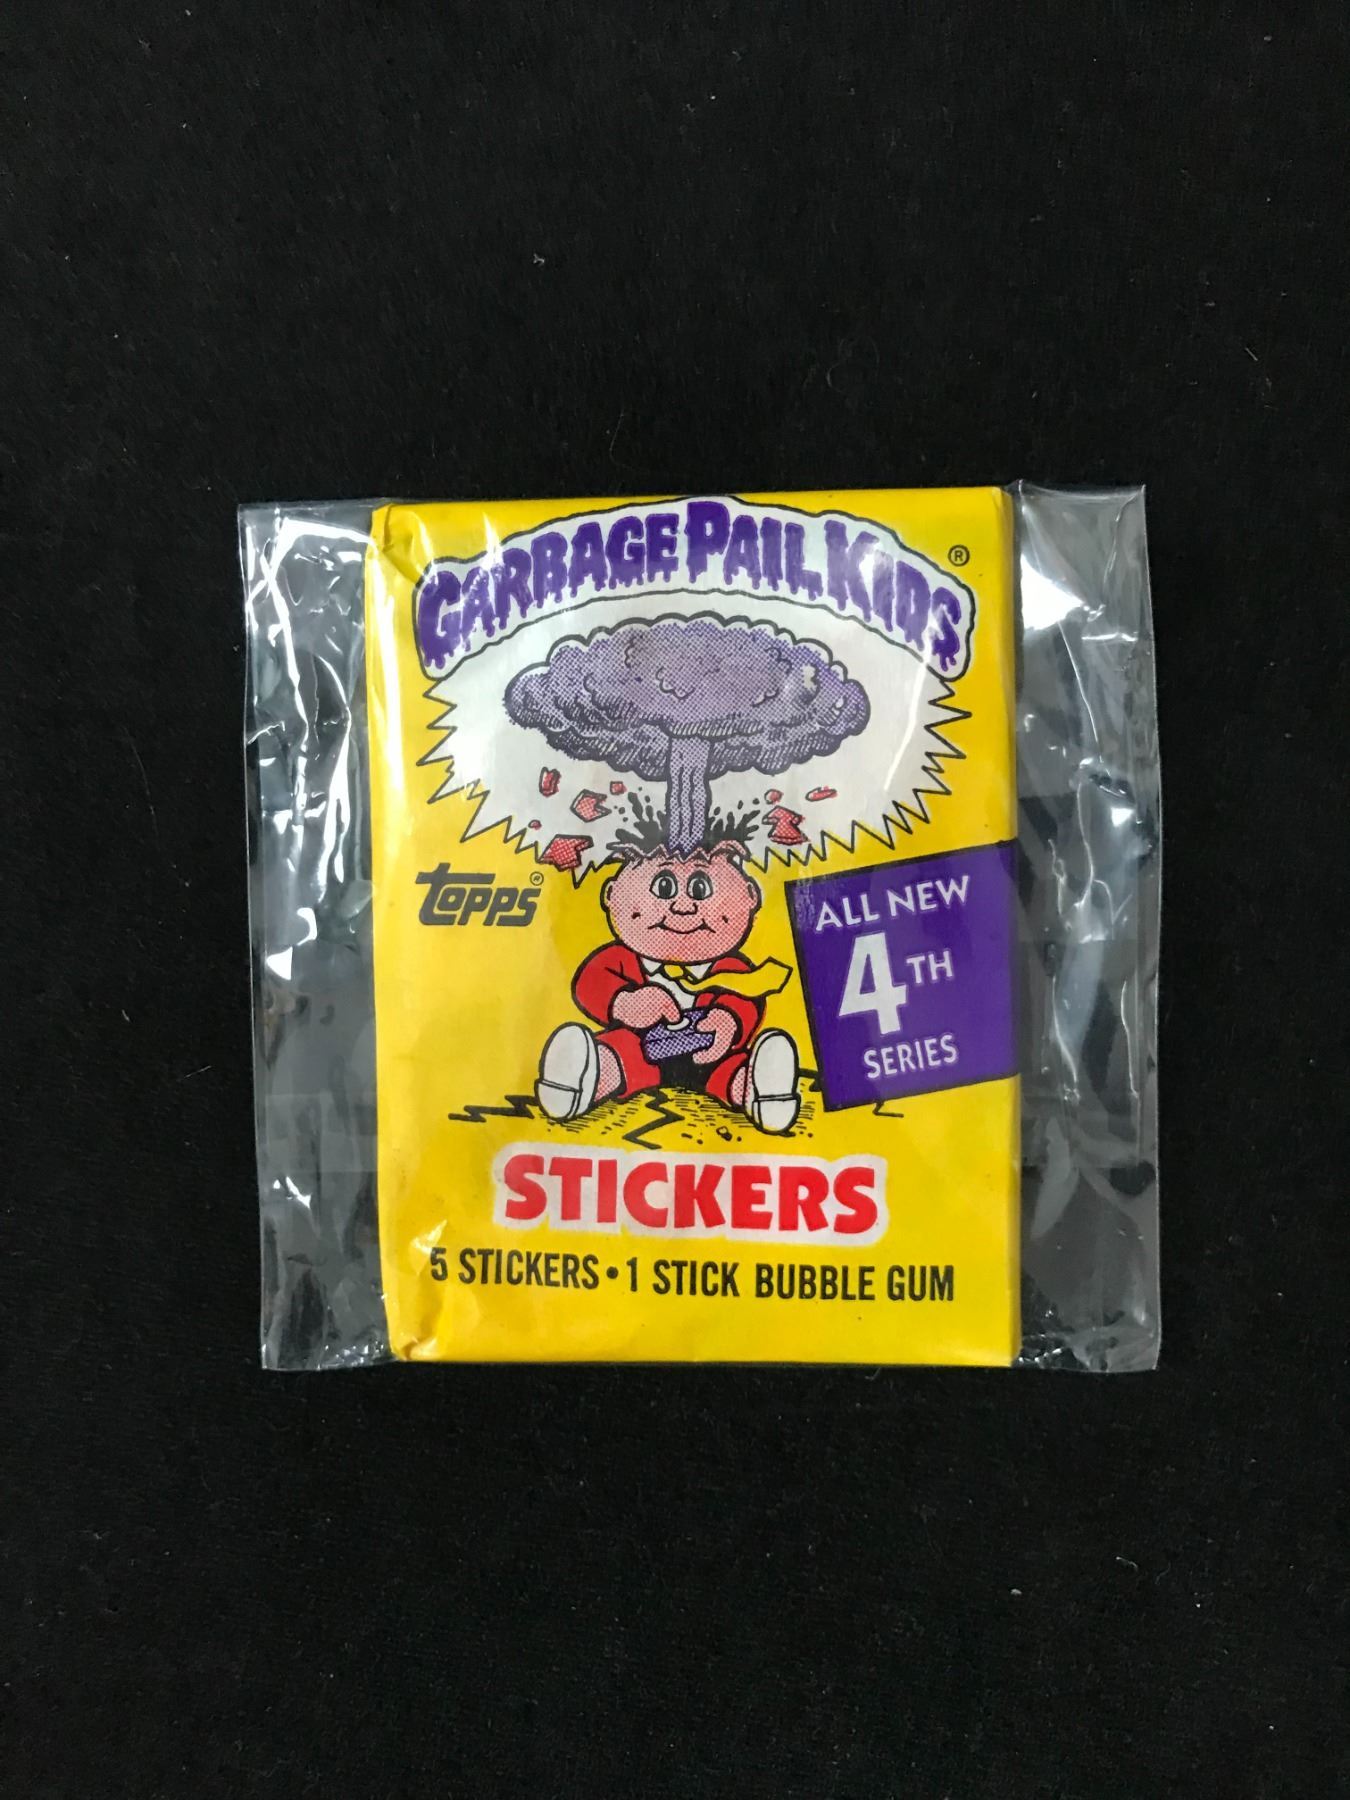 GARBAGE PAIL KIDS ®
TOPPS®
ALL NEW
4TH
SERIES
STICKERS
5 STICKERS • 1 STICK BUBBLE GUM